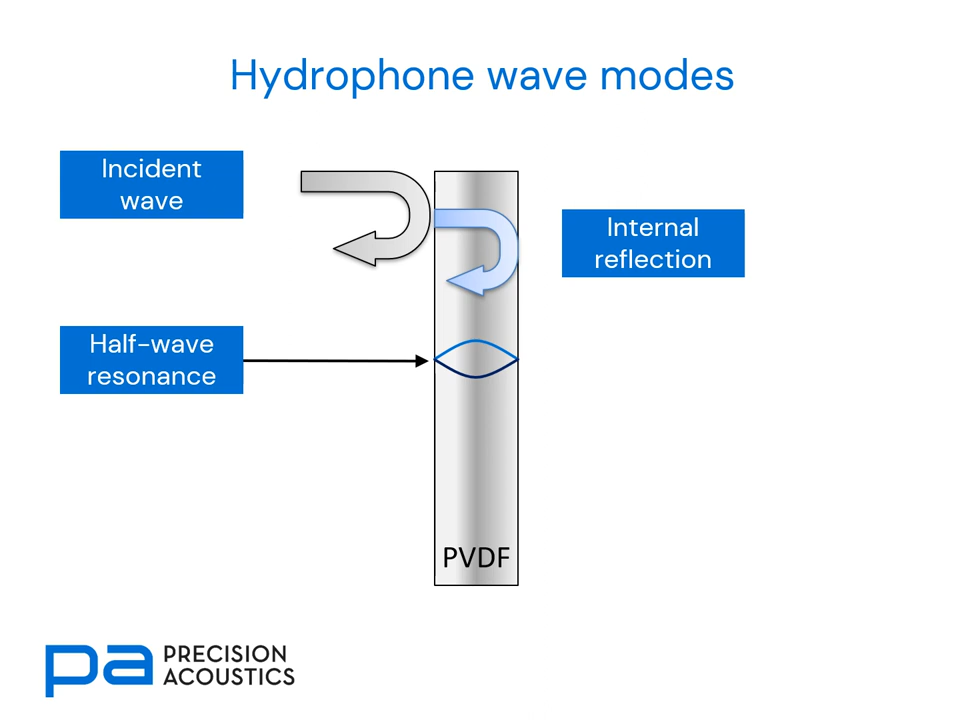 Hydrophone wave modes
Incident
wave
Internal
reflection
Half-wave
resonance
PVDF
pa PRECISION
ACOUSTICS